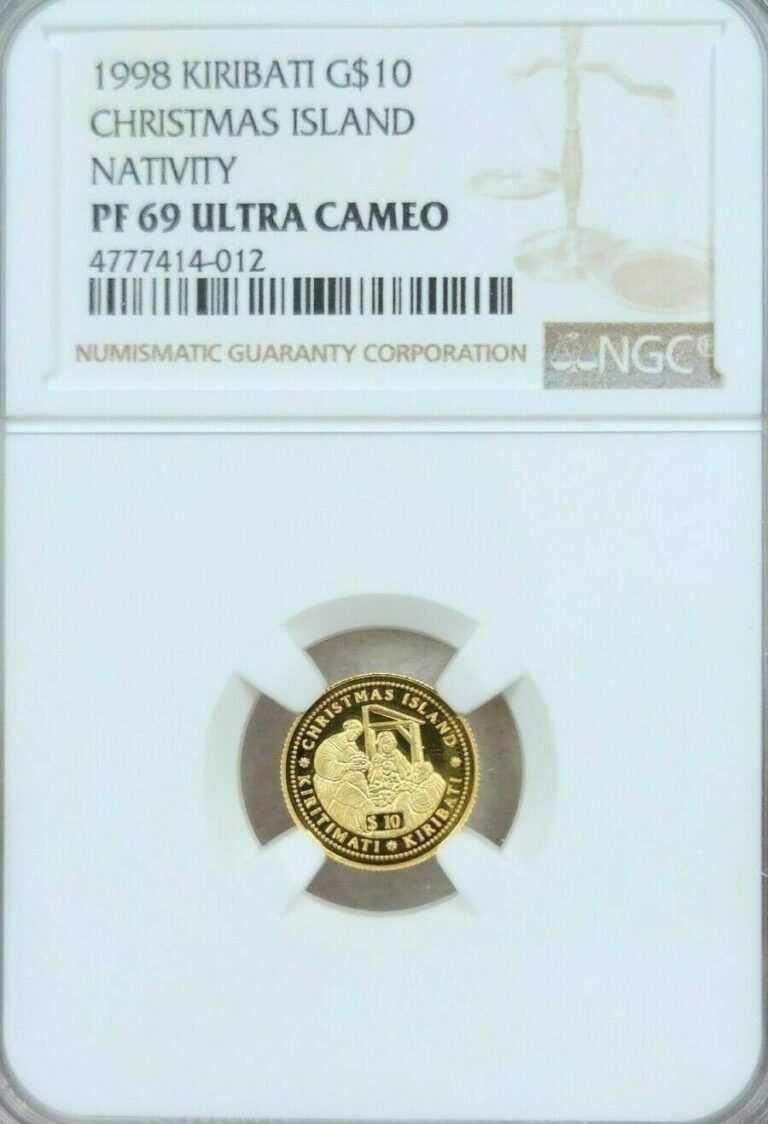 1998 KIRIBATI G$10
CHRISTMAS ISLAND
NATIVITY
PF 69 ULTRA CAMEO
4777414-012
NUMISMATIC GUARANTY CORPORATION
NGC®
CHRISTMAS ISLAND
$10
KIRITIMATI * KIRIBATI